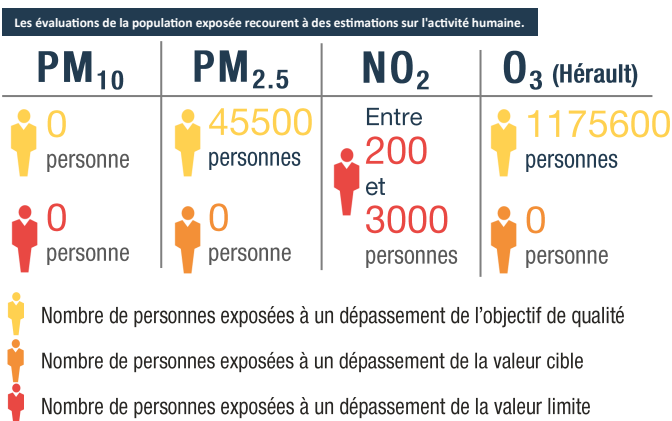 Les évaluations de la population exposée recourent à des estimations sur l'activité humaine.
PM10
0
personne
0
personne
PM2.5
45500
personnes
0
personne
NO2
Entre
200
et
3000
personnes
O3 (Hérault)
1175600
personnes
0
personne
Nombre de personnes exposées à un dépassement de l'objectif de qualité
Nombre de personnes exposées à un dépassement de la valeur cible
Nombre de personnes exposées à un dépassement de la valeur limite